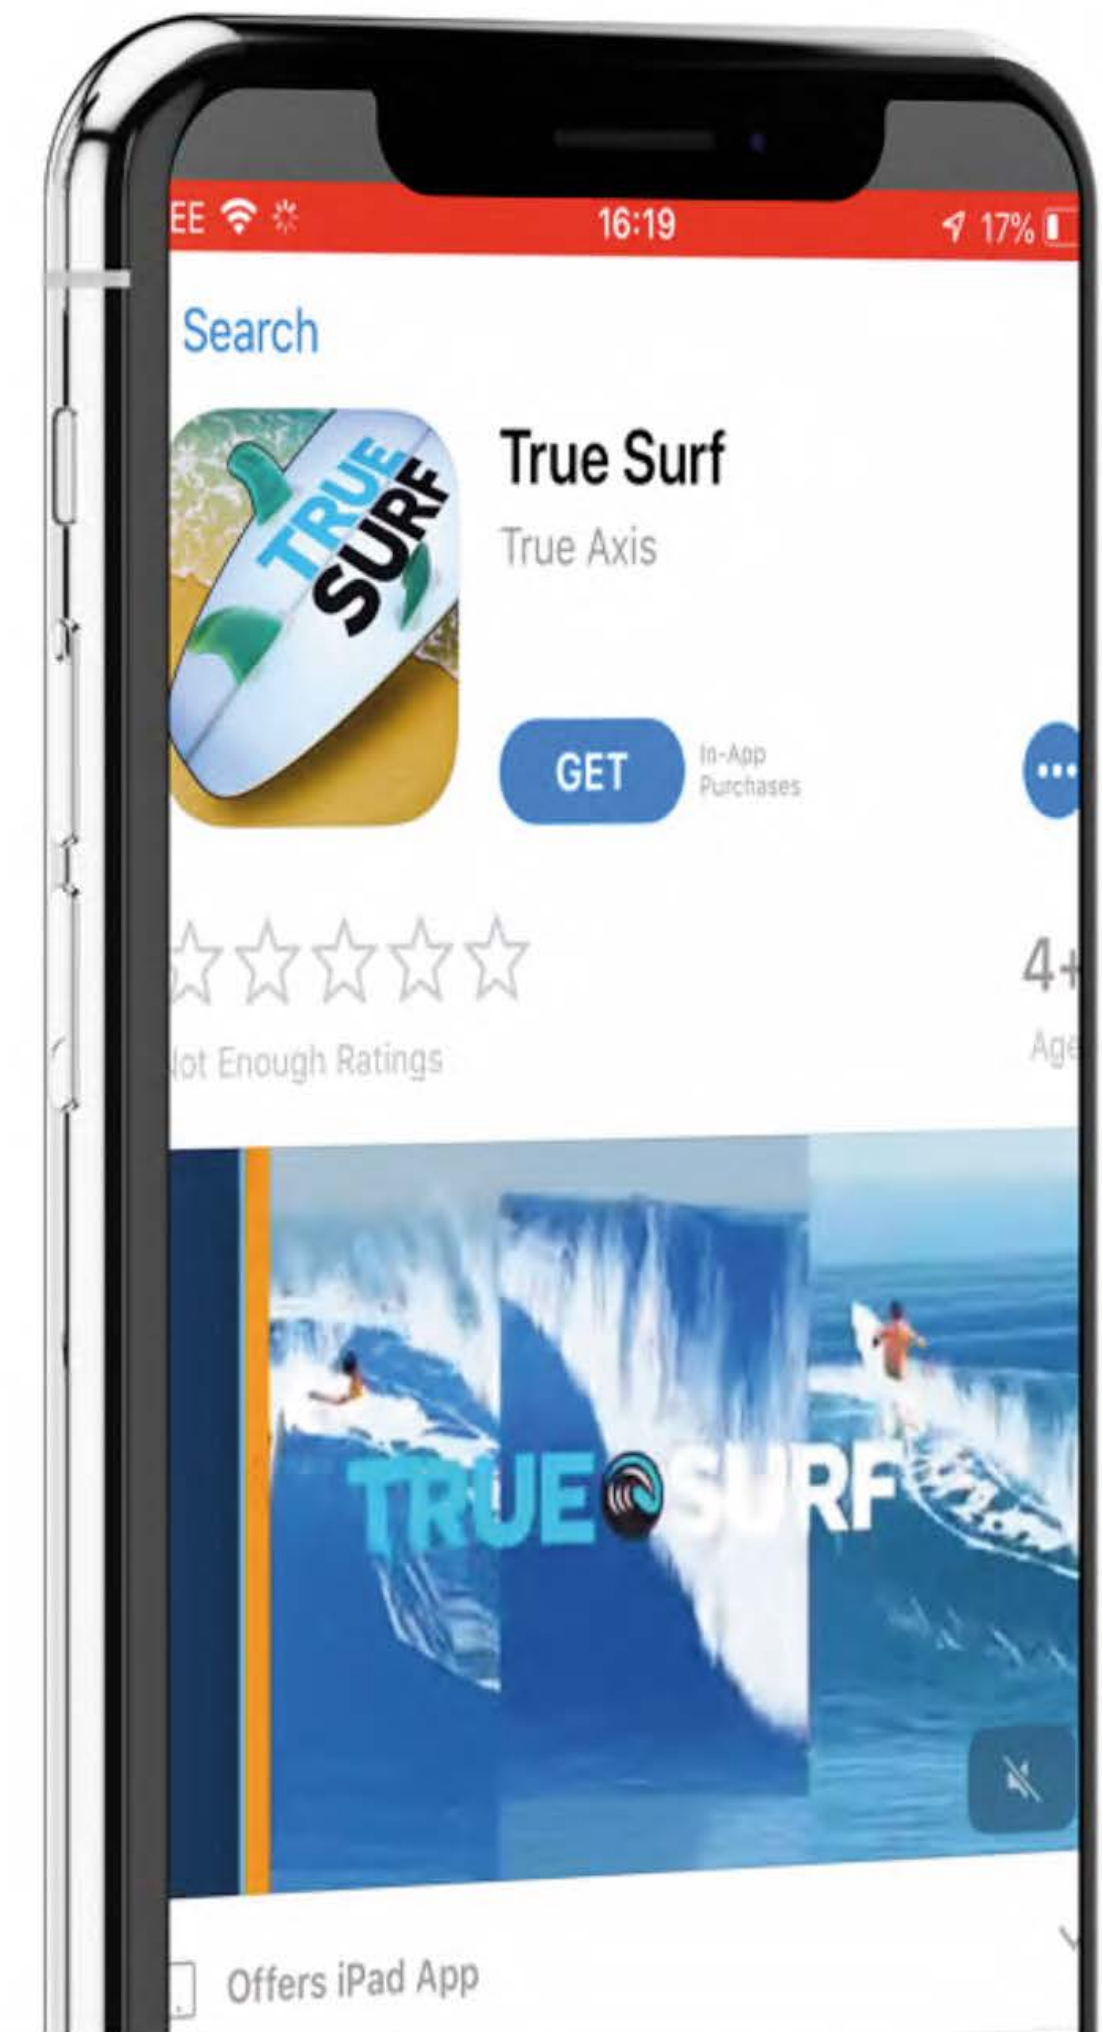 EE 16:19 17%
Search
TRUE
SURF
True Surf
True Axis
GET
In-App
Purchases
4+
Not Enough Ratings
Age
TRUE SURF
Offers iPad App